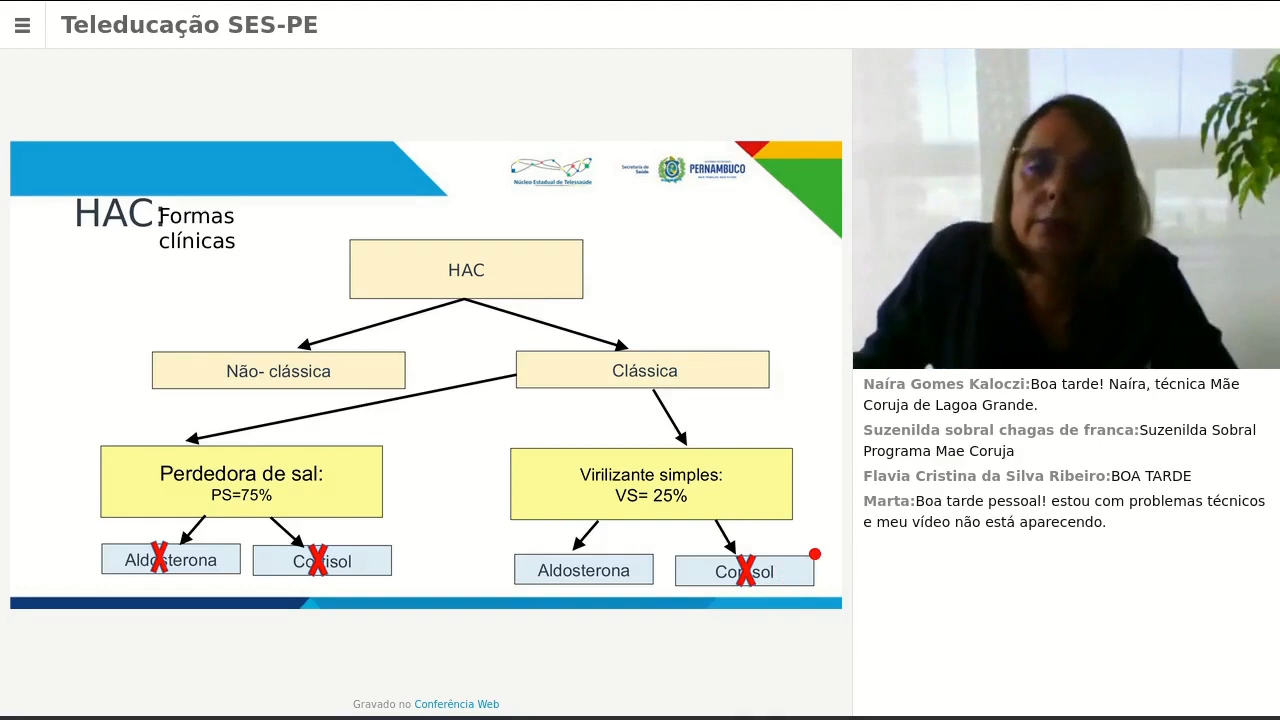 Teleducação SES-PE
Núcleo Estadual de Telessaúde
Secretaria de
Saúde
PERNAMBUCO
HAC:
Formas
clínicas
HAC
Não- clássica
Clássica
Perdedora de sal:
PS=75%
Virilizante simples:
VS= 25%
Aldosterona
Cortisol
Aldosterona
Cortisol
Gravado no Conferência Web
Naíra Gomes Kaloczi:Boa tarde! Naíra, técnica Mãe
Coruja de Lagoa Grande.
Suzenilda sobral chagas de franca:Suzenilda Sobral
Programa Mae Coruja
Flavia Cristina da Silva Ribeiro:BOA TARDE
Marta:Boa tarde pessoal! estou com problemas técnicos
e meu vídeo não está aparecendo.